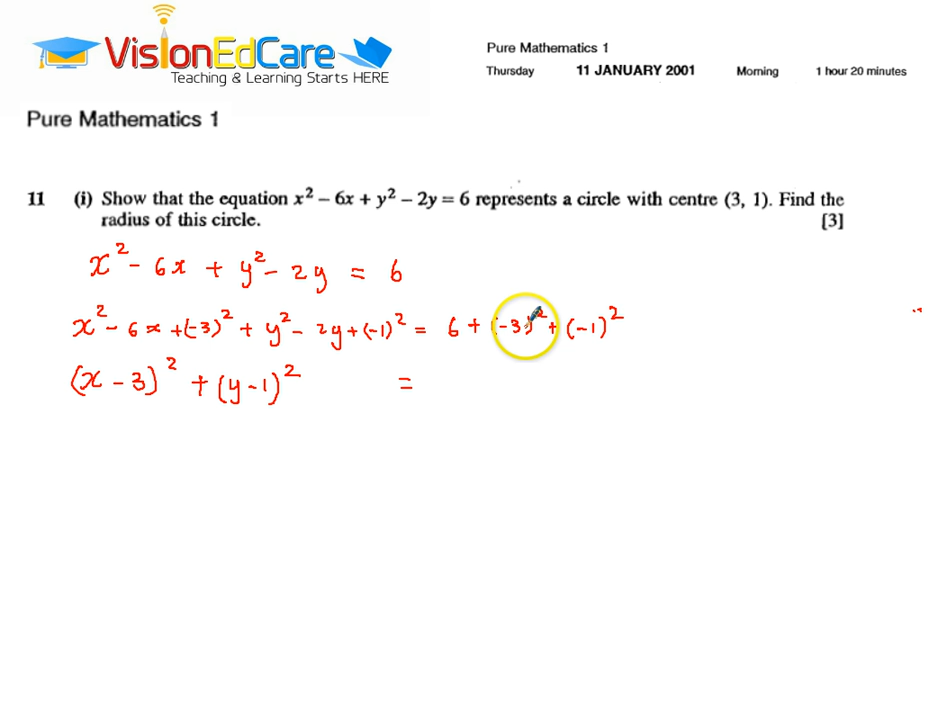 VisionEdCare
Teaching & Learning Starts HERE
Pure Mathematics 1
Thursday 11 JANUARY 2001 Morning 1 hour 20 minutes
Pure Mathematics 1
11 (i) Show that the equation x² – 6x + y² – 2y = 6 represents a circle with centre (3, 1). Find the
radius of this circle. [3]
x² - 6x + y² - 2y = 6
x² - 6x + (-3)² + y² - 2y + (-1)² = 6 + (-3)² + (-1)²
(x - 3)² + (y - 1)² =